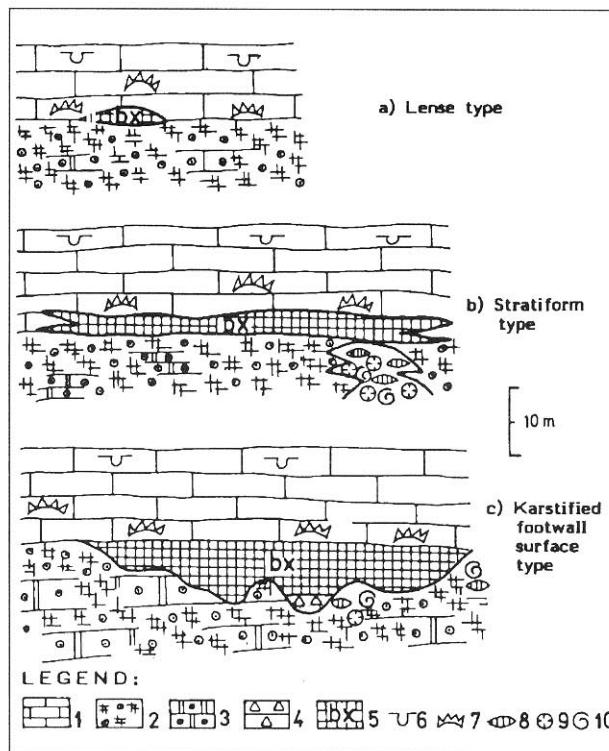 bx
a) Lense type
bx
b) Stratiform
type
10 m
c) Karstified
footwall
surface
type
bx
LEGEND:
1 2 3 4 bx 5 6 7 8 9 10